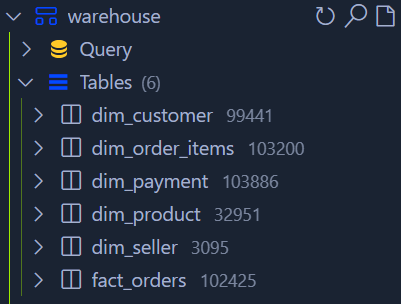 warehouse
Query
Tables (6)
dim_customer 99441
dim_order_items 103200
dim_payment 103886
dim_product 32951
dim_seller 3095
fact_orders 102425